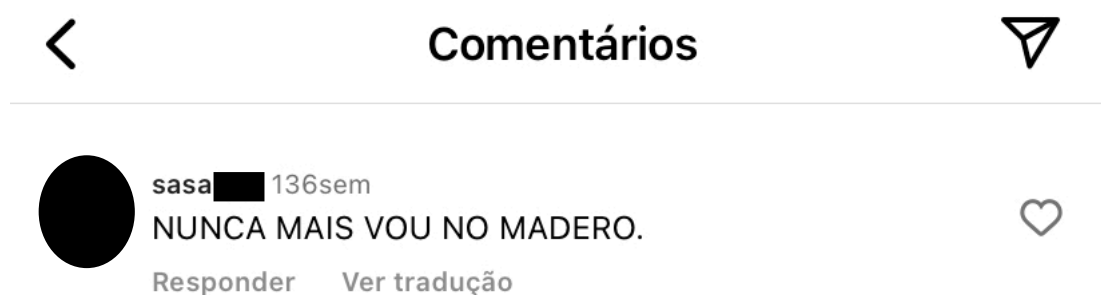 Comentários
sasa 136sem
NUNCA MAIS VOU NO MADERO.
Responder Ver tradução